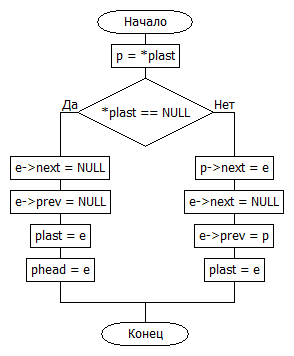 Начало
p = *plast
Да
Нет
*plast == NULL
e->next = NULL
p->next = e
e->prev = NULL
e->next = NULL
plast = e
e->prev = p
phead = e
plast = e
Конец